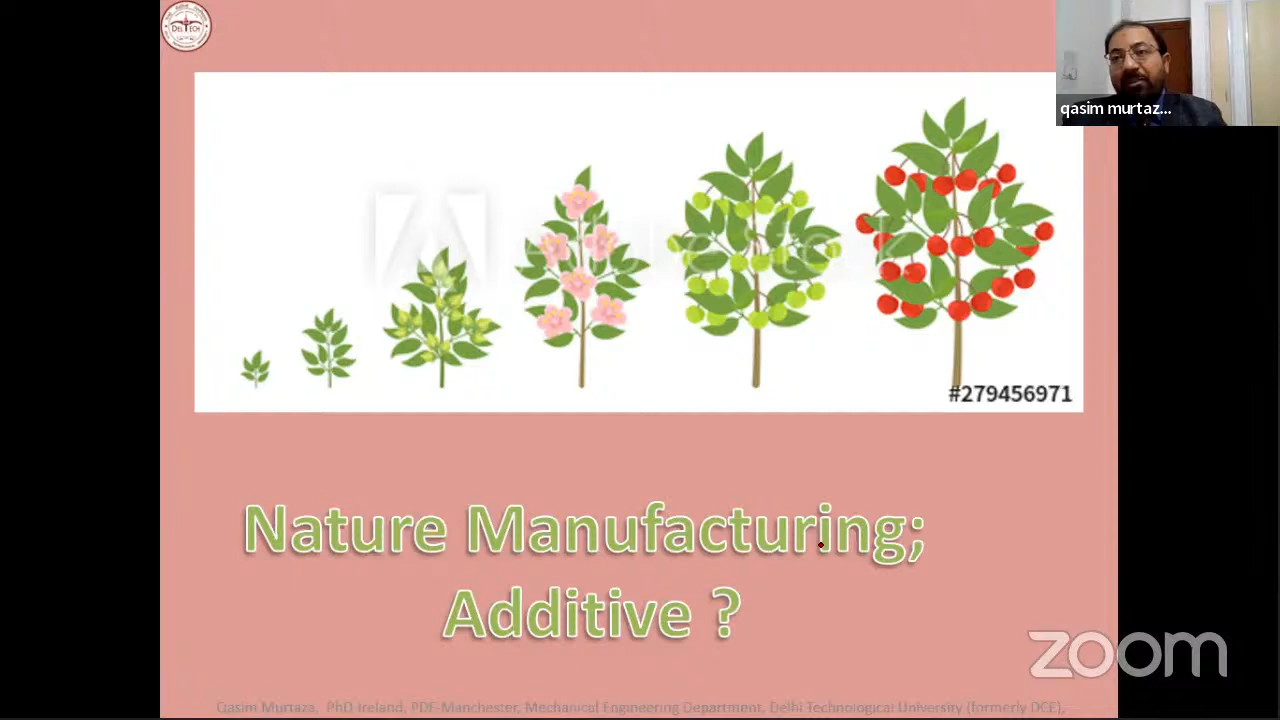 DELTECH
qasim murtaz...
#279456971
Nature Manufacturing;
Additive ?
zoom
Qasim Murtaza, PhD Ireland, PDF-Manchester, Mechanical Engineering Department, Delhi Technological University (formerly DCE),